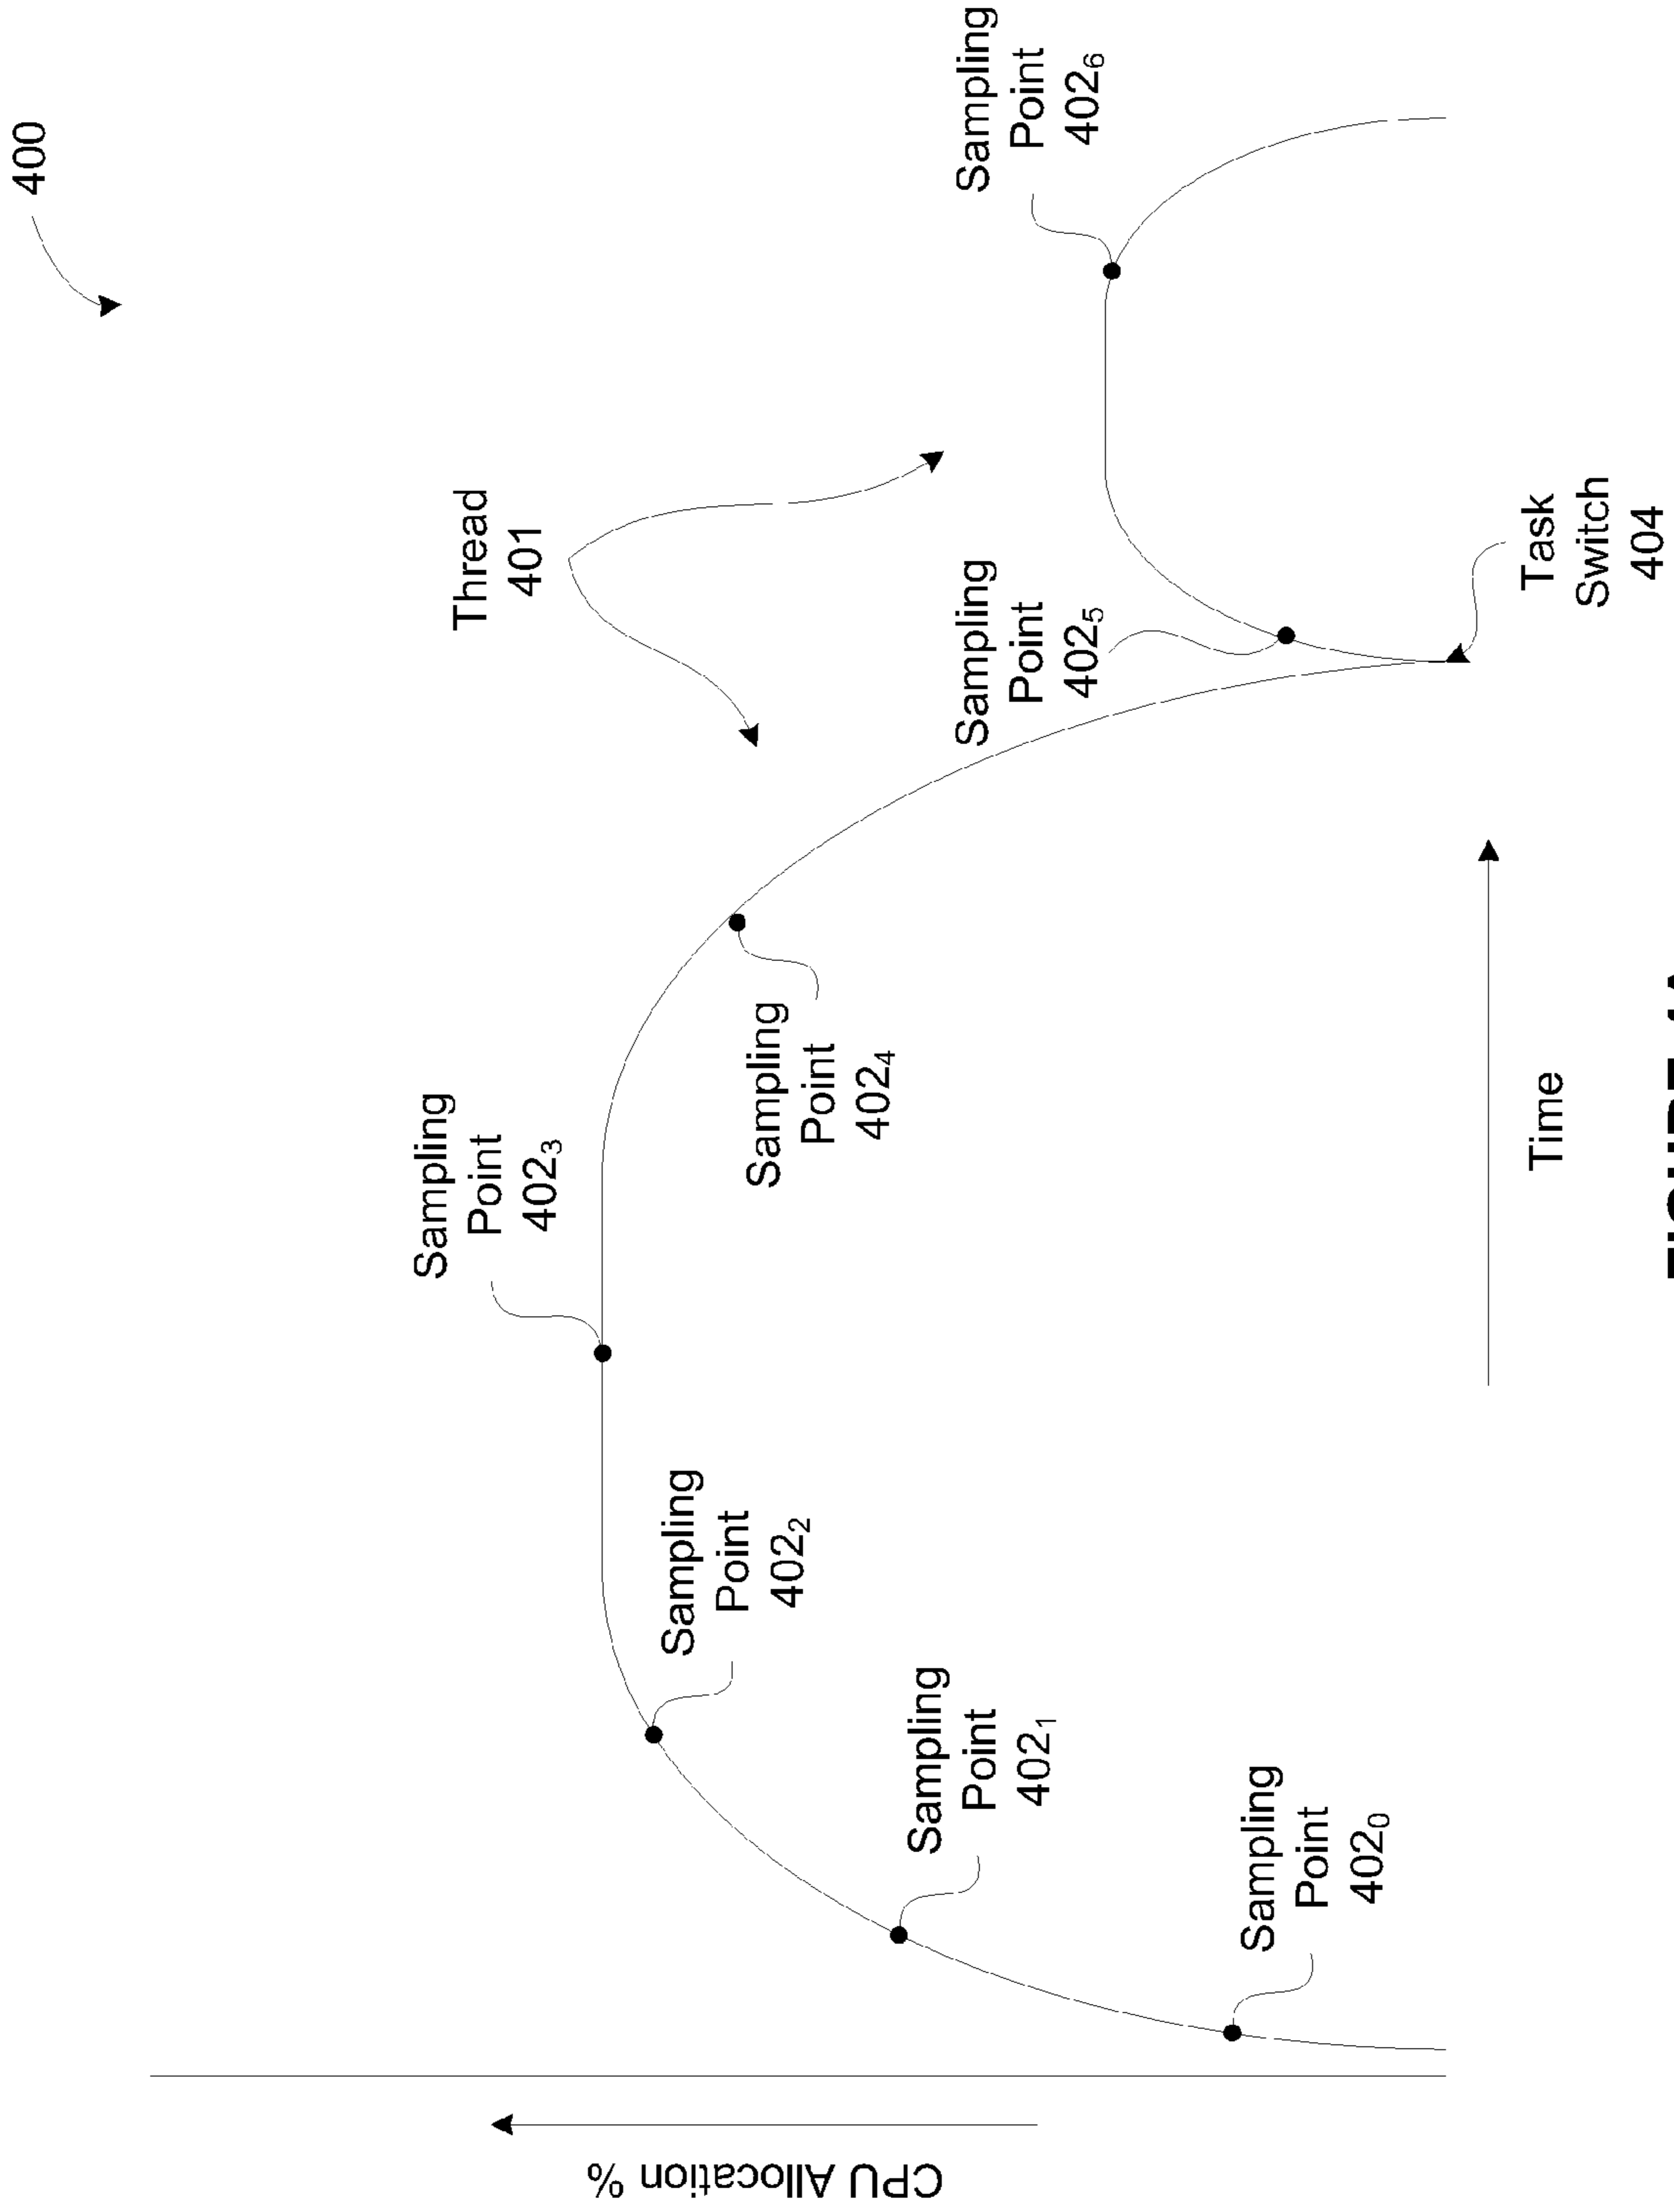 400
Sampling
Point
402₃
Thread
401
CPU Allocation %
Sampling
Point
402₂
Sampling
Point
402₄
Sampling
Point
402₁
Sampling
Point
402₅
Sampling
Point
402₆
Sampling
Point
402₀
Task
Switch
404
Time
FIGURE